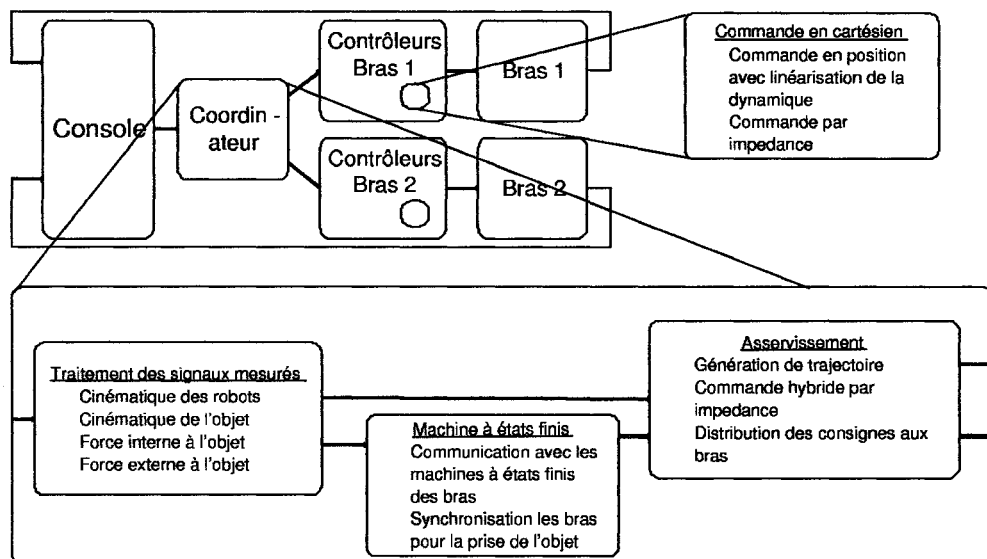 Console
Coordin -
ateur
Contrôleurs
Bras 1
Bras 1
Contrôleurs
Bras 2
Bras 2
Commande en cartésien
Commande en position
avec linéarisation de la
dynamique
Commande par
impedance
Traitement des signaux mesurés
Cinématique des robots
Cinématique de l'objet
Force interne à l'objet
Force externe à l'objet
Machine à états finis
Communication avec les
machines à états finis
des bras
Synchronisation les bras
pour la prise de l'objet
Asservissement
Génération de trajectoire
Commande hybride par
impedance
Distribution des consignes aux
bras